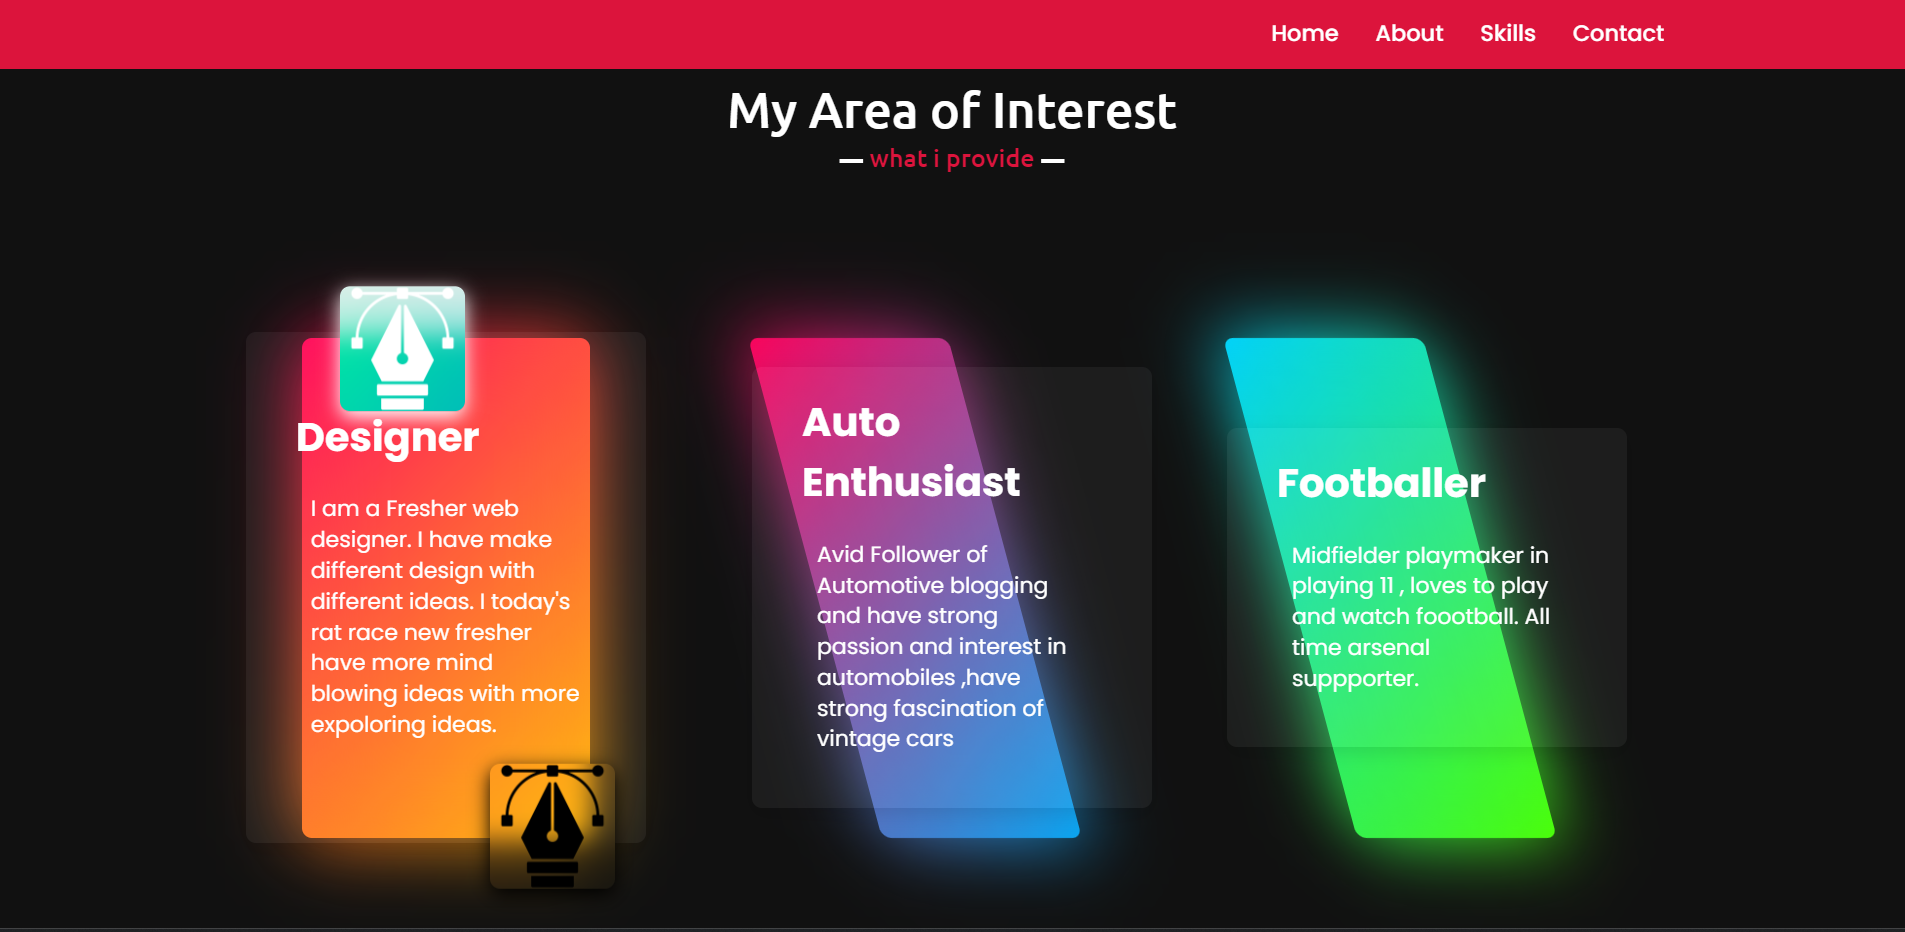 Home About Skills Contact
My Area of Interest
what i provide
Designer
I am a Fresher web
designer. I have make
different design with
different ideas. I today's
rat race new fresher
have more mind
blowing ideas with more
expoloring ideas.
Auto
Enthusiast
Avid Follower of
Automotive blogging
and have strong
passion and interest in
automobiles ,have
strong fascination of
vintage cars
Footballer
Midfielder playmaker in
playing 11 , loves to play
and watch foootball. All
time arsenal
suppporter.